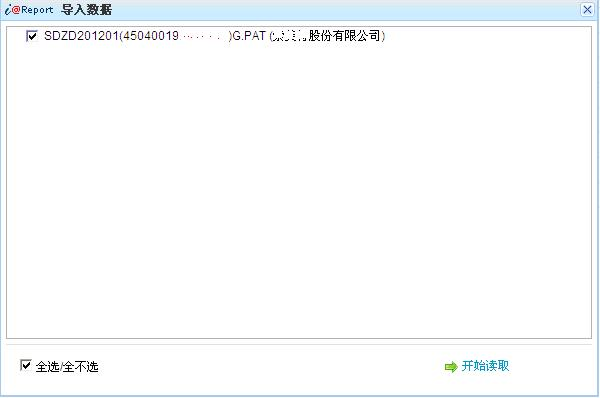 i@Report 导入数据
SDZD201201(45040019 )G.PAT ( 股份有限公司)
全选/全不选
开始读取